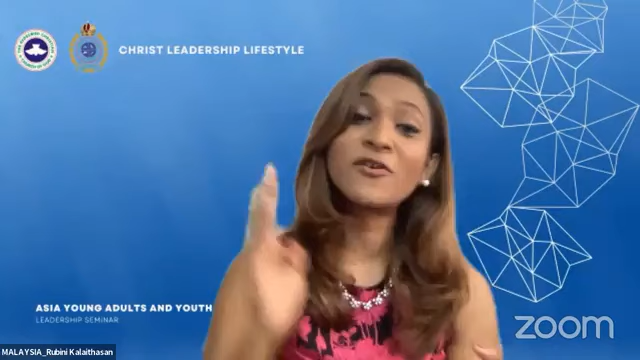 CHRIST LEADERSHIP LIFESTYLE
ASIA YOUNG ADULTS AND YOUTH
LEADERSHIP SEMINAR
MALAYSIA_Rubini Kalaithasan
zoom